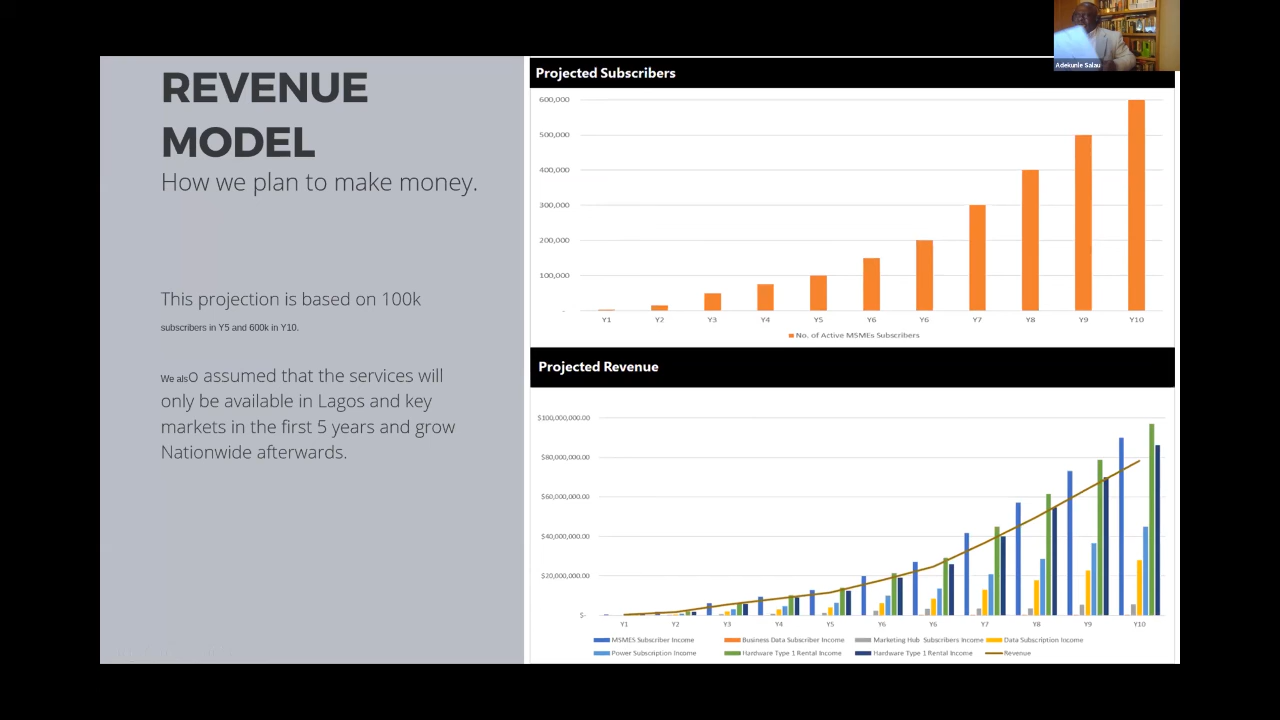 Adekunle Salau
REVENUE
MODEL
How we plan to make money.
This projection is based on 100k
subscribers in Y5 and 600k in Y10.
We also assumed that the services will
only be available in Lagos and key
markets in the first 5 years and grow
Nationwide afterwards.
Projected Subscribers
600,000
500,000
400,000
300,000
200,000
100,000
-
Y1 Y2 Y3 Y4 Y5 Y6 Y6 Y7 Y8 Y9 Y10
No. of Active MSMEs Subscribers
Projected Revenue
$100,000,000.00
$80,000,000.00
$60,000,000.00
$40,000,000.00
$20,000,000.00
$-
Y1 Y2 Y3 Y4 Y5 Y6 Y6 Y7 Y8 Y9 Y10
MSMES Subscriber Income Business Data Subscriber Income Marketing Hub Subscribers Income Data Subscription Income
Power Subscription Income Hardware Type 1 Rental Income Hardware Type 1 Rental Income Revenue